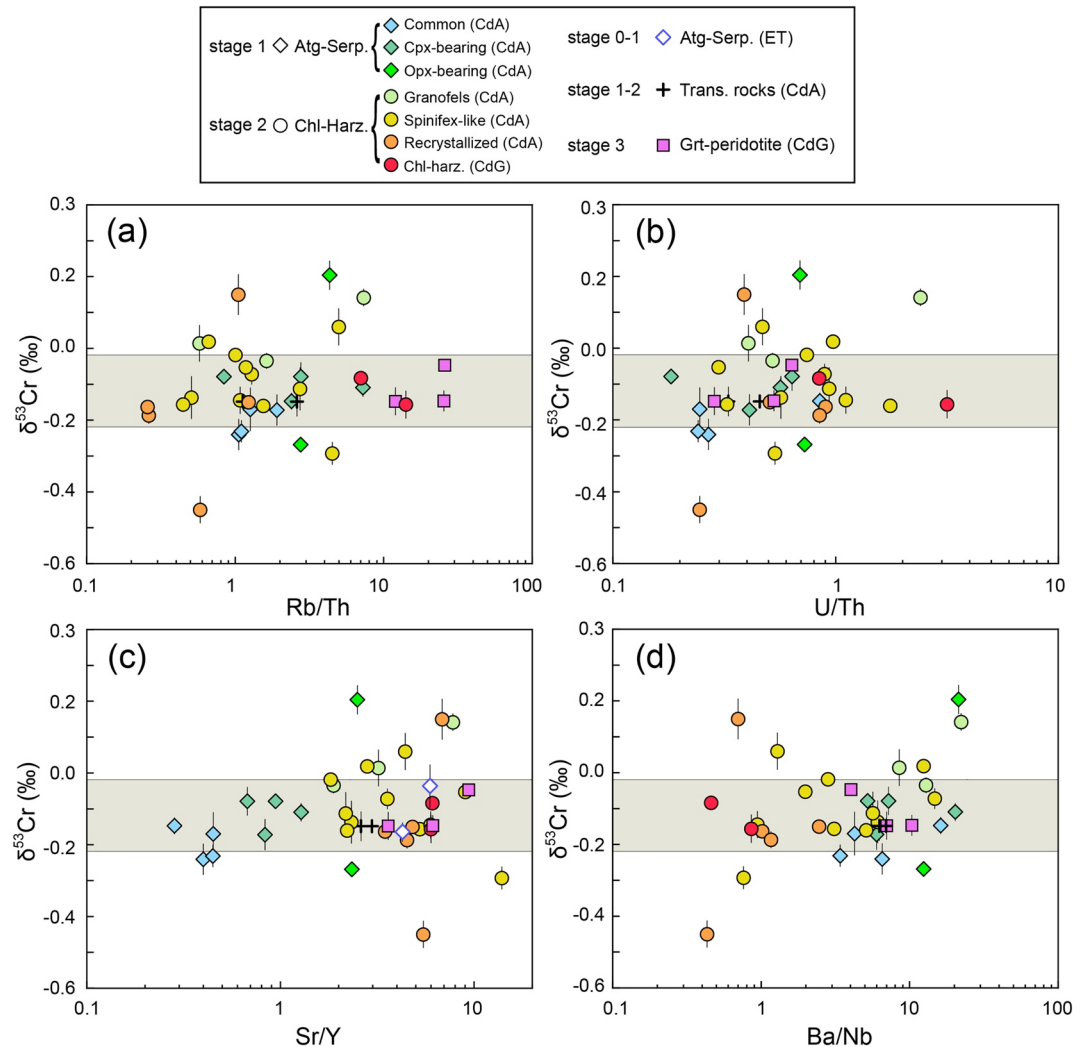 stage 1 Atg-Serp.
Common (CdA)
Cpx-bearing (CdA)
Opx-bearing (CdA)
stage 2 Chl-Harz.
Granofels (CdA)
Spinifex-like (CdA)
Recrystallized (CdA)
Chl-harz. (CdG)
stage 0-1 Atg-Serp. (ET)
stage 1-2 Trans. rocks (CdA)
stage 3 Grt-peridotite (CdG)
(a)
0.3
0.2
0.0
-0.2
-0.4
-0.6
δ⁵³Cr (‰)
0.1 1 10 100
Rb/Th
(b)
0.3
0.2
0.0
-0.2
-0.4
-0.6
δ⁵³Cr (‰)
0.1 1 10
U/Th
(c)
0.3
0.2
0.0
-0.2
-0.4
-0.6
δ⁵³Cr (‰)
0.1 1 10
Sr/Y
(d)
0.3
0.2
0.0
-0.2
-0.4
-0.6
δ⁵³Cr (‰)
0.1 1 10 100
Ba/Nb